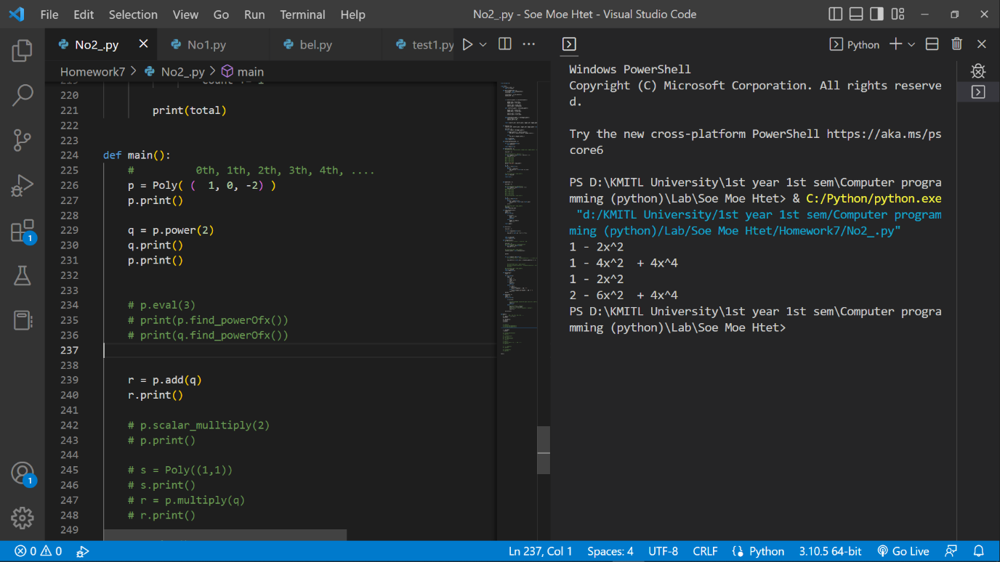 File Edit Selection View Go Run Terminal Help No2_.py - Soe Moe Htet - Visual Studio Code
No2_.py No1.py bel.py test1.py
Python
Homework7 > No2_.py > main
220
221 print(total)
222
223
224 def main():
225 # 0th, 1th, 2th, 3th, 4th, ....
226 p = Poly( ( 1, 0, -2) )
227 p.print()
228
229 q = p.power(2)
230 q.print()
231 p.print()
232
233
234 # p.eval(3)
235 # print(p.find_powerOfx())
236 # print(q.find_powerOfx())
237
238
239 r = p.add(q)
240 r.print()
241
242 # p.scalar_mulltiply(2)
243 # p.print()
244
245 # s = Poly((1,1))
246 # s.print()
247 # r = p.multiply(q)
248 # r.print()
249
Windows PowerShell
Copyright (C) Microsoft Corporation. All rights reserve
d.
Try the new cross-platform PowerShell https://aka.ms/ps
core6
PS D:\KMITL University\1st year 1st sem\Computer progra
mming (python)\Lab\Soe Moe Htet> & C:/Python/python.exe
"d:/KMITL University/1st year 1st sem/Computer program
ming (python)/Lab/Soe Moe Htet/Homework7/No2_.py"
1 - 2x^2
1 - 4x^2 + 4x^4
1 - 2x^2
2 - 6x^2 + 4x^4
PS D:\KMITL University\1st year 1st sem\Computer progra
mming (python)\Lab\Soe Moe Htet>
1
1
0 0 Ln 237, Col 1 Spaces: 4 UTF-8 CRLF Python 3.10.5 64-bit Go Live